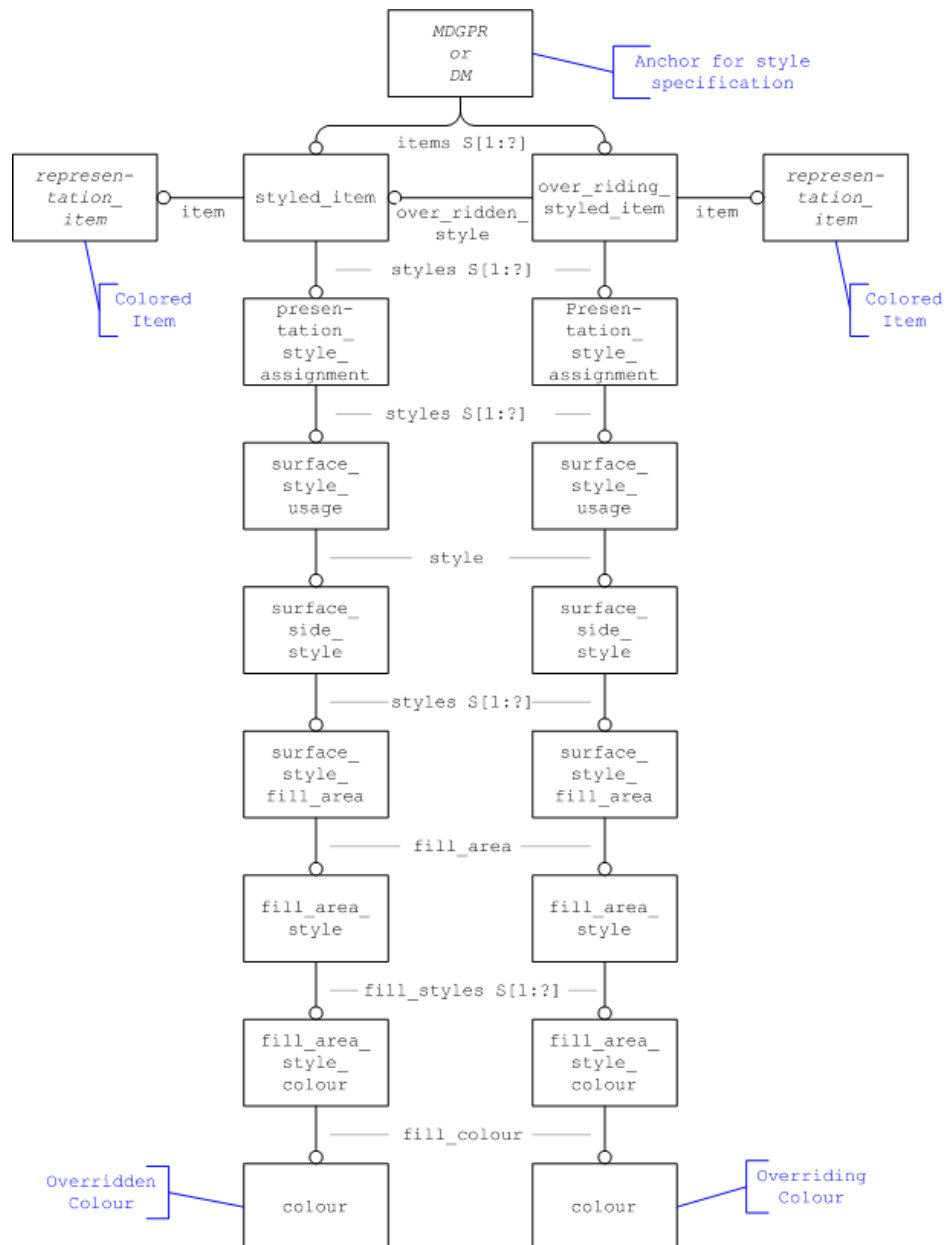 MDGPR
or
DM
Anchor for style
specification
items S[1:?]
represen-
tation_
item
item
styled_item
over_ridden_
style
over_riding_
styled_item
item
represen-
tation_
item
styles S[1:?]
Colored
Item
presen-
tation_
style_
assignment
Presen-
tation_
style_
assignment
Colored
Item
styles S[1:?]
surface_
style_
usage
surface_
style_
usage
style
surface_
side_
style
surface_
side_
style
styles S[1:?]
surface_
style_
fill_area
surface_
style_
fill_area
fill_area
fill_area_
style
fill_area_
style
fill_styles S[1:?]
fill_area_
style_
colour
fill_area_
style_
colour
fill_colour
Overridden
Colour
colour
colour
Overriding
Colour